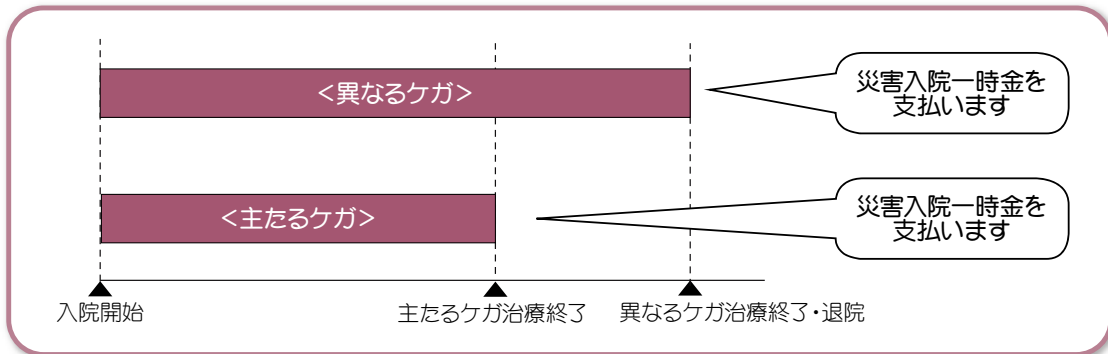 <異なるケガ>
災害入院一時金を
支払います
<主たるケガ>
災害入院一時金を
支払います
入院開始
主たるケガ治療終了
異なるケガ治療終了・退院